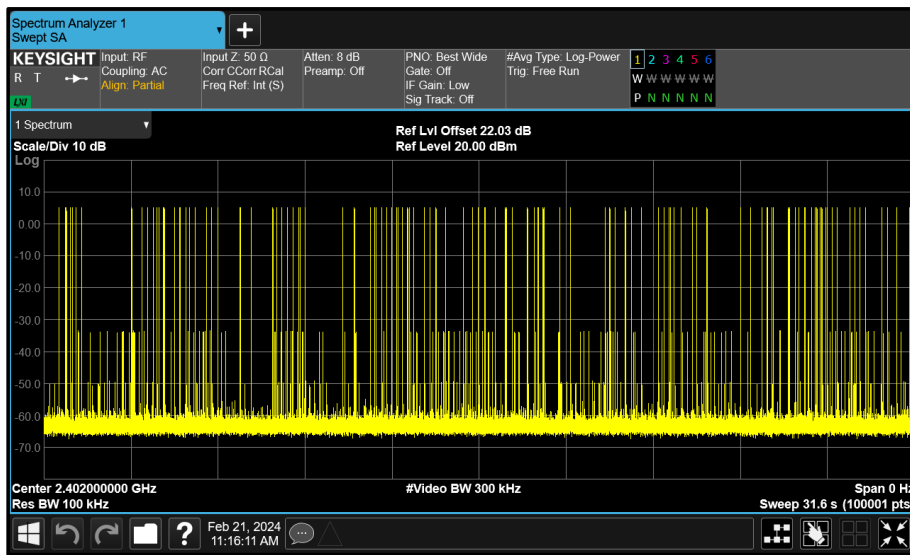 Spectrum Analyzer 1
Swept SA
KEYSIGHT
R T
LXI
Input: RF
Coupling: AC
Align: Partial
Input Z: 50 Ω
Corr CCorr RCal
Freq Ref: Int (S)
Atten: 8 dB
Preamp: Off
PNO: Best Wide
Gate: Off
IF Gain: Low
Sig Track: Off
#Avg Type: Log-Power
Trig: Free Run
1 2 3 4 5 6
W W W W W W
P N N N N N
1 Spectrum
Scale/Div 10 dB
Ref Lvl Offset 22.03 dB
Ref Level 20.00 dBm
Log
10.0
0.00
-10.0
-20.0
-30.0
-40.0
-50.0
-60.0
-70.0
Center 2.402000000 GHz
#Video BW 300 kHz
Span 0 Hz
Res BW 100 kHz
Sweep 31.6 s (100001 pts
Feb 21, 2024
11:16:11 AM